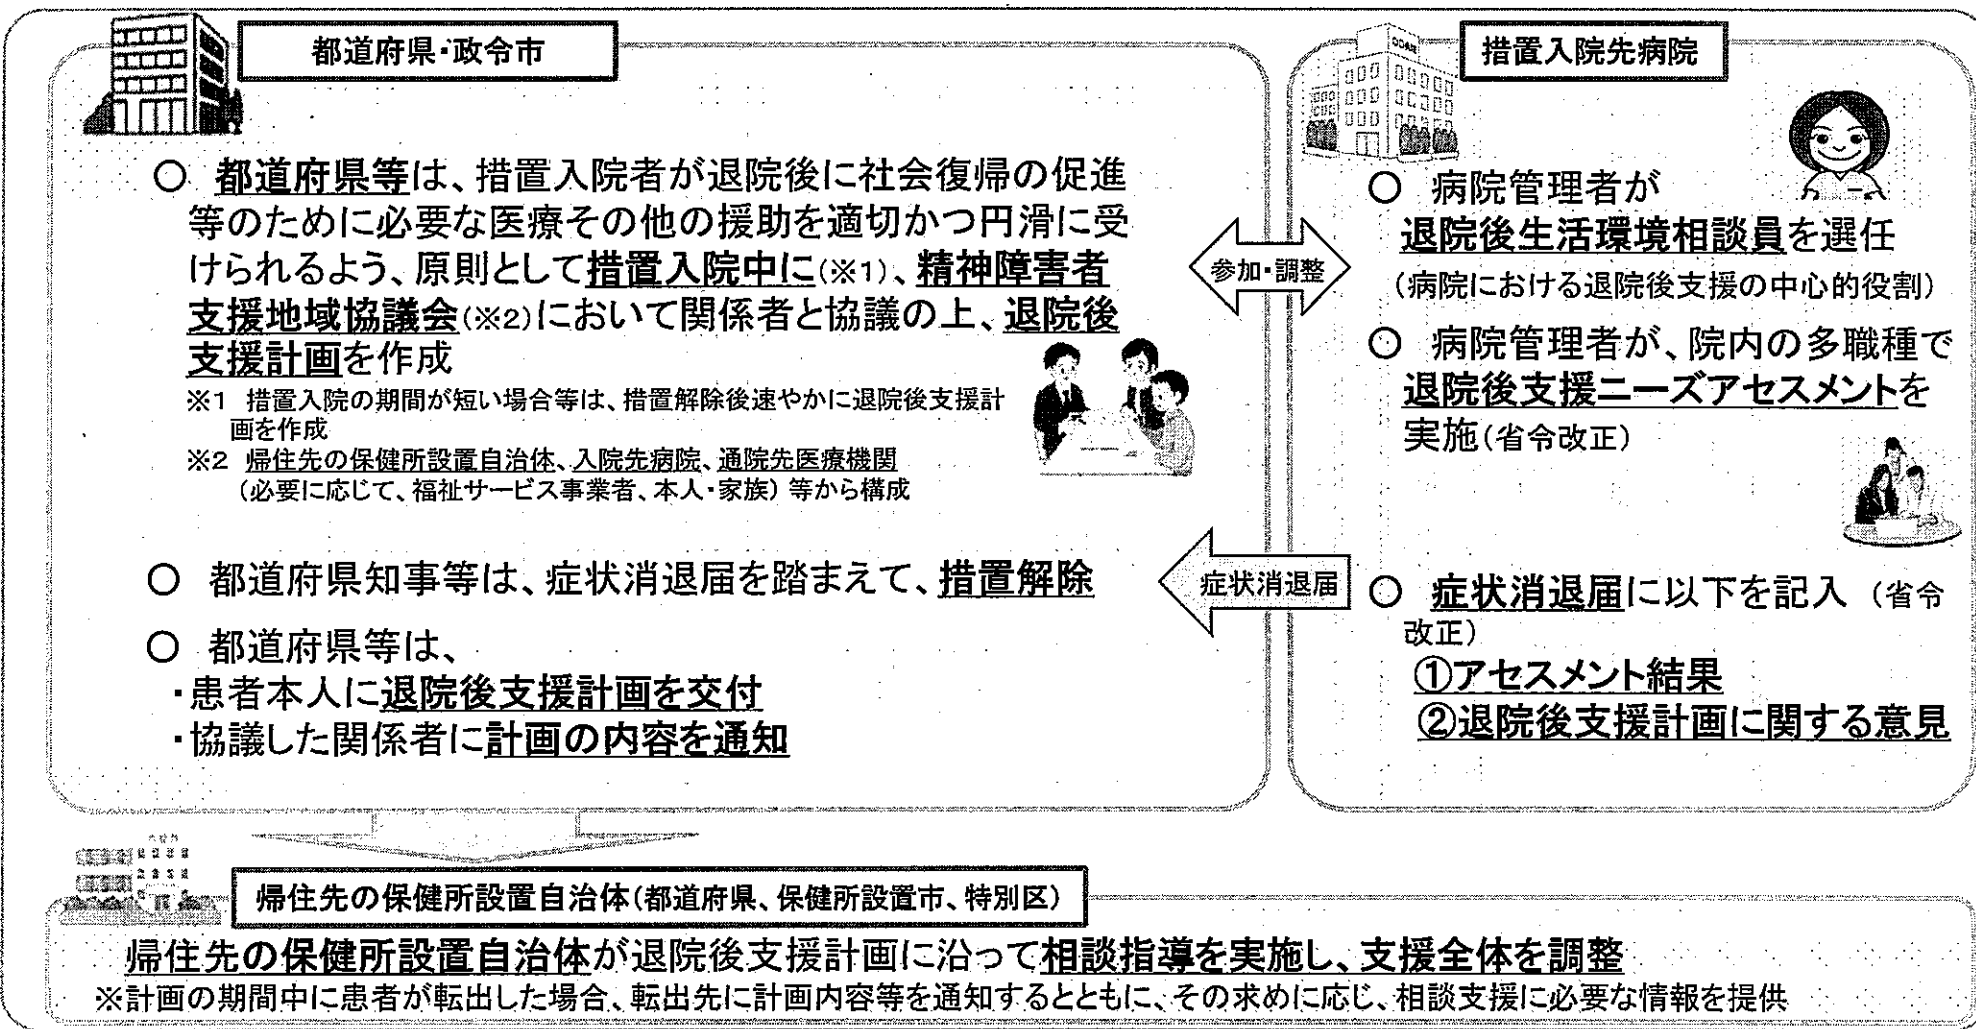 都道府県・政令市
○ 都道府県等は、措置入院者が退院後に社会復帰の促進
等のために必要な医療その他の援助を適切かつ円滑に受
けられるよう、原則として措置入院中に(※1)、精神障害者
支援地域協議会(※2)において関係者と協議の上、退院後
支援計画を作成
※1 措置入院の期間が短い場合等は、措置解除後速やかに退院後支援計
画を作成
※2 帰住先の保健所設置自治体、入院先病院、通院先医療機関
(必要に応じて、福祉サービス事業者、本人・家族)等から構成
○ 都道府県知事等は、症状消退届を踏まえて、措置解除
○ 都道府県等は、
・患者本人に退院後支援計画を交付
・協議した関係者に計画の内容を通知
参加・調整
症状消退届
措置入院先病院
○ 病院管理者が
退院後生活環境相談員を選任
(病院における退院後支援の中心的役割)
○ 病院管理者が、院内の多職種で
退院後支援ニーズアセスメントを
実施(省令改正)
○ 症状消退届に以下を記入 (省令
改正)
①アセスメント結果
②退院後支援計画に関する意見
帰住先の保健所設置自治体(都道府県、保健所設置市、特別区)
帰住先の保健所設置自治体が退院後支援計画に沿って相談指導を実施し、支援全体を調整
※計画の期間中に患者が転出した場合、転出先に計画内容等を通知するとともに、その求めに応じ、相談支援に必要な情報を提供